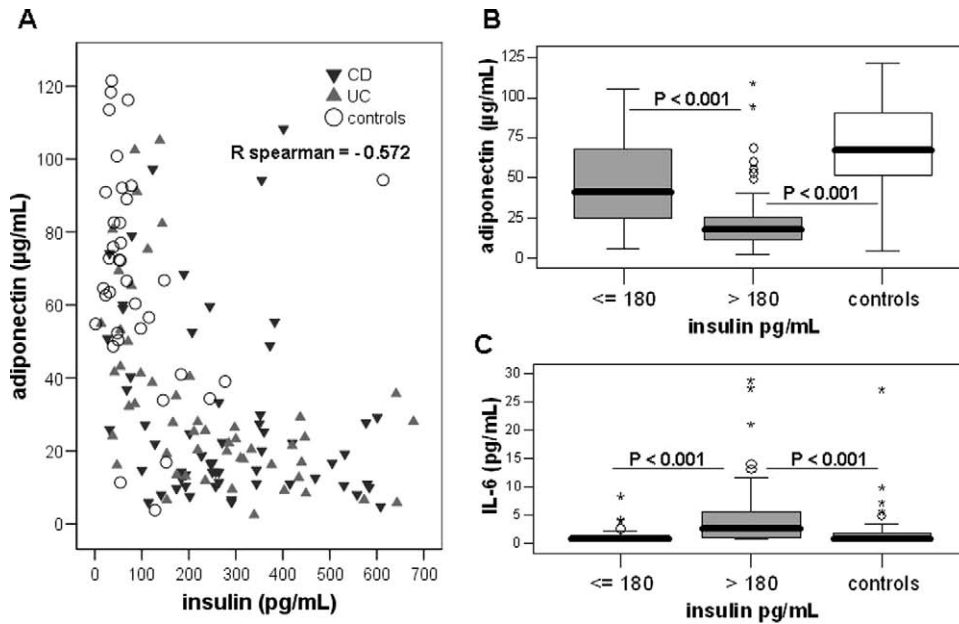 A
CD
UC
controls
R spearman = - 0.572
adiponectin (µg/mL)
120
100
80
60
40
20
0
0 100 200 300 400 500 600 700
insulin (pg/mL)
B
adiponectin (µg/mL)
125
100
75
50
25
0
P < 0.001
P < 0.001
<= 180 > 180 controls
insulin pg/mL
C
IL-6 (pg/mL)
30
25
20
15
10
5
0
P < 0.001 P < 0.001
<= 180 > 180 controls
insulin pg/mL